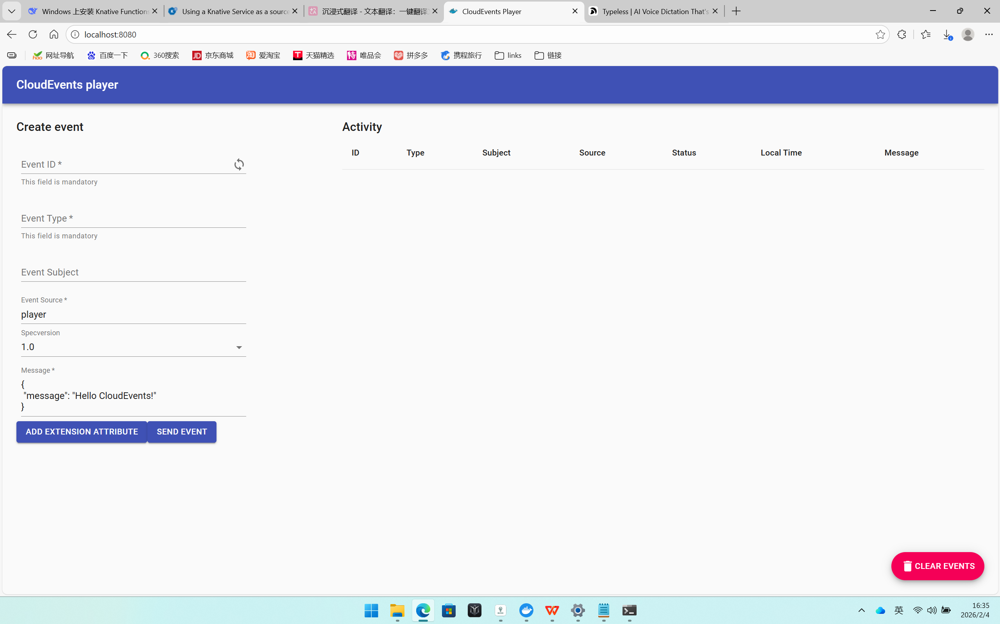 Windows 上安装 Knative Functions
Using a Knative Service as a source
沉浸式翻译 - 文本翻译：一键翻译
CloudEvents Player
Typeless | AI Voice Dictation That's
localhost:8080
网址导航
百度一下
360搜索
京东商城
爱淘宝
天猫精选
唯品会
拼多多
携程旅行
links
链接
CloudEvents player
Create event
Event ID *
This field is mandatory
Event Type *
This field is mandatory
Event Subject
Event Source *
player
Specversion
1.0
Message *
{
"message": "Hello CloudEvents!"
}
ADD EXTENSION ATTRIBUTE
SEND EVENT
Activity
ID Type Subject Source Status Local Time Message
CLEAR EVENTS
英
16:35
2026/2/4